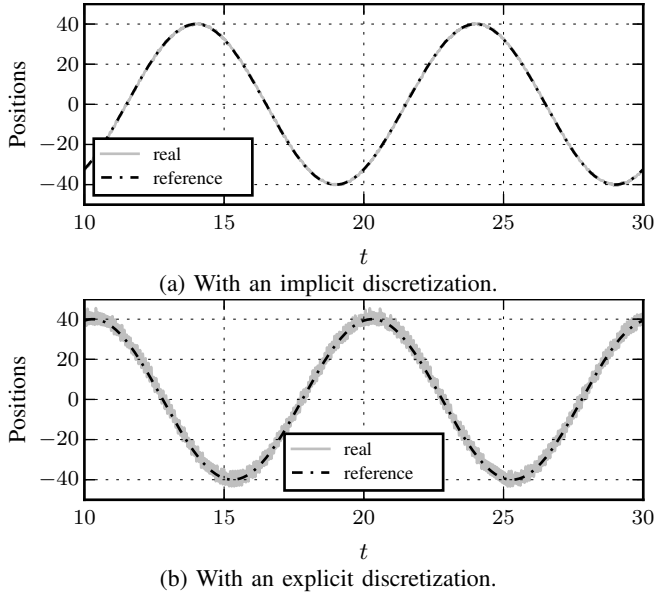 40
20
0
−20
−40
Positions
real
reference
10 15 20 25 30
t
(a) With an implicit discretization.
40
20
0
−20
−40
Positions
real
reference
10 15 20 25 30
t
(b) With an explicit discretization.